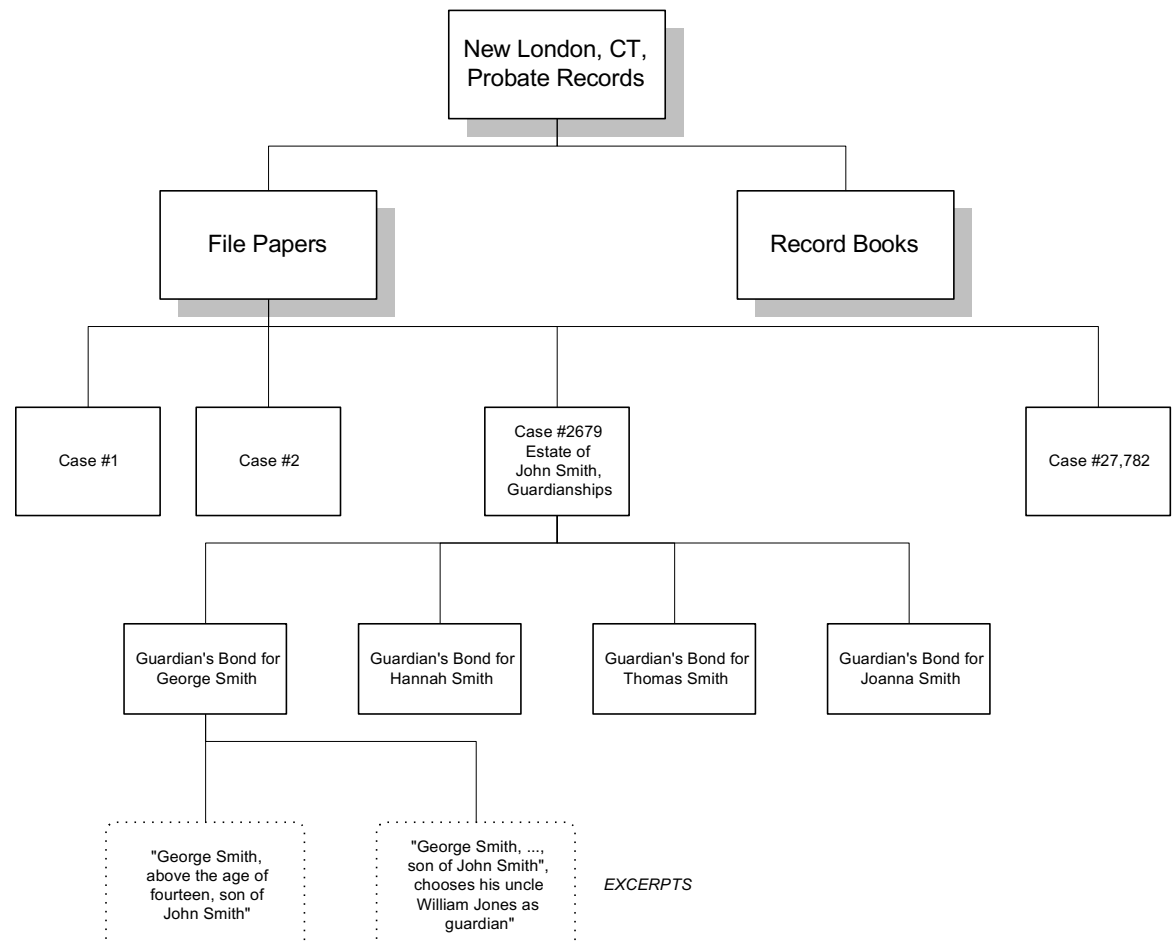 New London, CT,
Probate Records
File Papers
Record Books
Case #1
Case #2
Case #2679
Estate of
John Smith,
Guardianships
Case #27,782
Guardian's Bond for
George Smith
Guardian's Bond for
Hannah Smith
Guardian's Bond for
Thomas Smith
Guardian's Bond for
Joanna Smith
"George Smith,
above the age of
fourteen, son of
John Smith"
"George Smith, ...,
son of John Smith",
chooses his uncle
William Jones as
guardian"
EXCERPTS